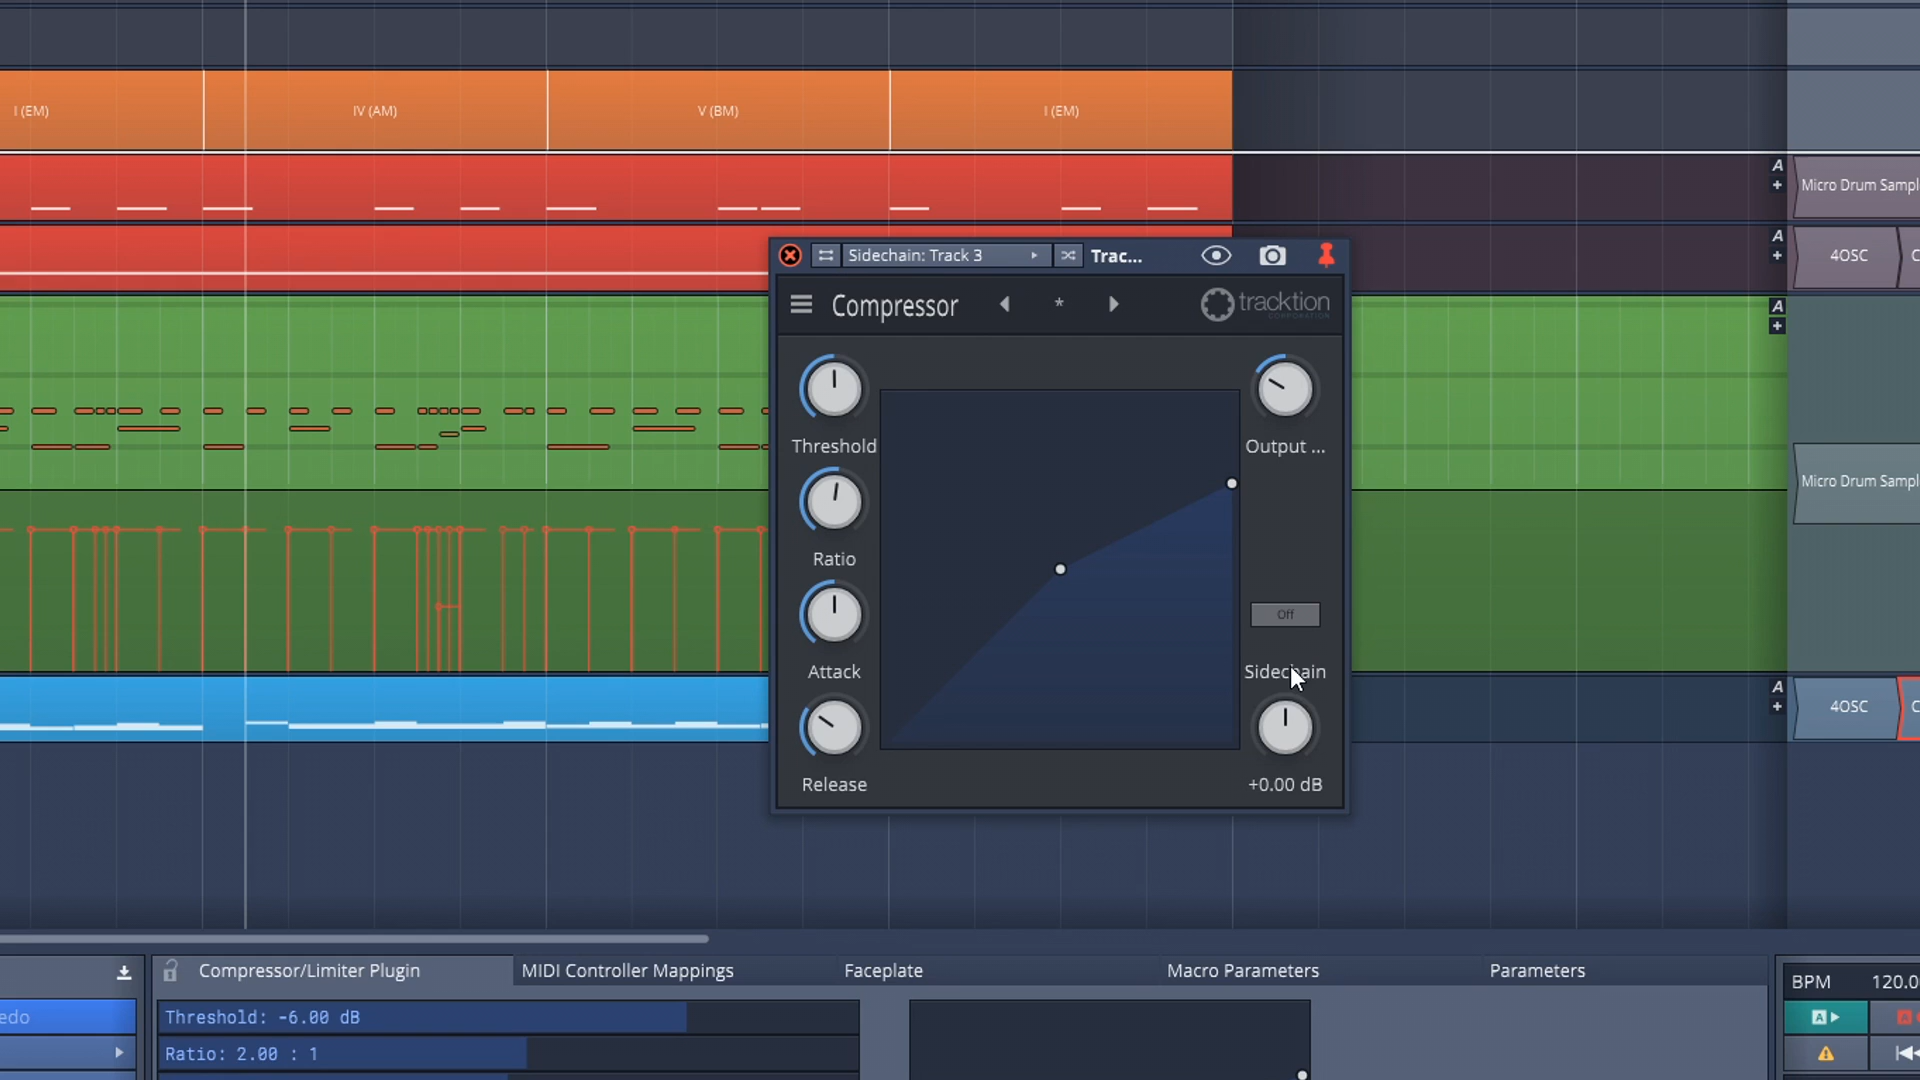 I (EM)
IV (AM)
V (BM)
I (EM)
A
+
Micro Drum Sampl
A
+
4OSC
C
Sidechain: Track 3
Trac...
Compressor
*
tracktion
CORPORATION
A
+
Threshold
Output ...
Ratio
Micro Drum Sampl
Off
Attack
Sidechain
A
+
4OSC
C
Release
+0.00 dB
Compressor/Limiter Plugin
MIDI Controller Mappings
Faceplate
Macro Parameters
Parameters
BPM
120.0
edo
Threshold: -6.00 dB
A
A
Ratio: 2.00 : 1